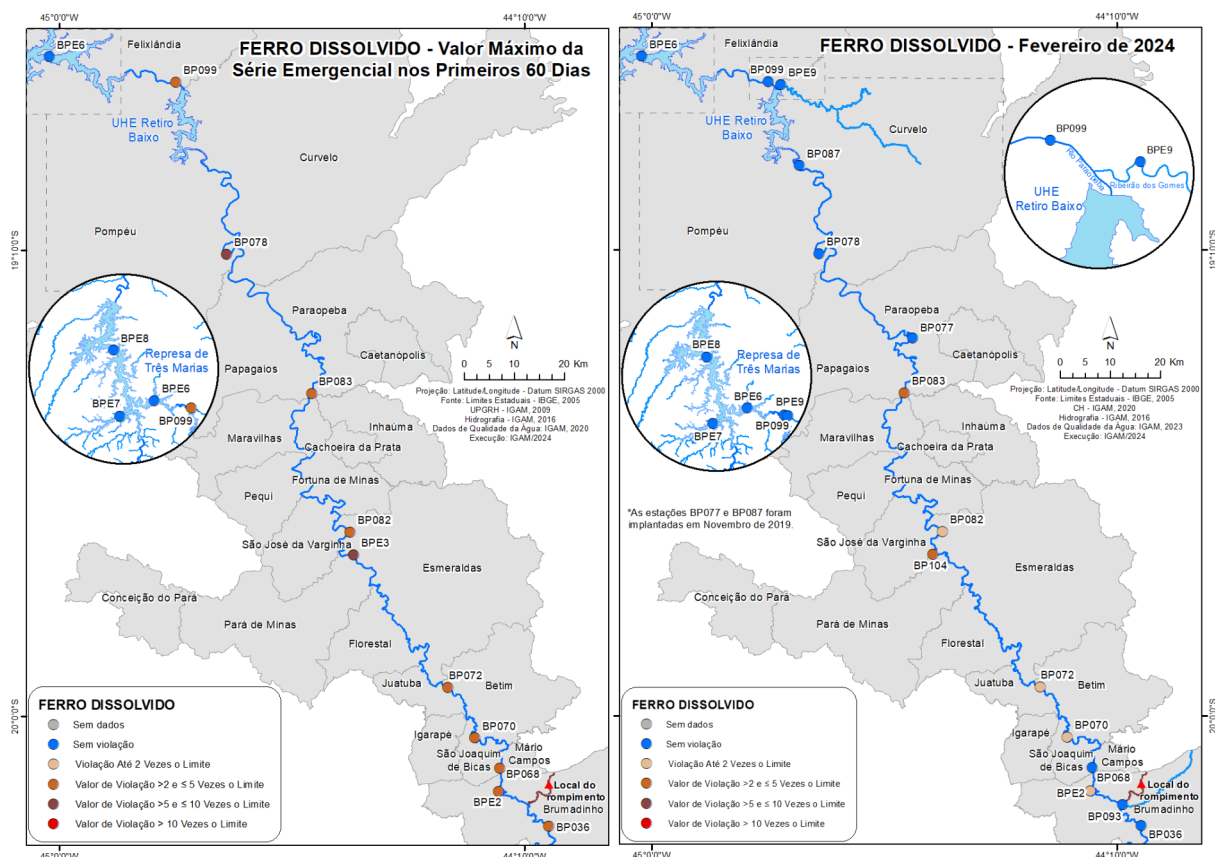 45°0'0"W
44°10'0"W
FERRO DISSOLVIDO - Valor Máximo da
Série Emergencial nos Primeiros 60 Dias
BPE6
Felixlândia
BP099
UHE Retiro
Baixo
Curvelo
Pompéu
BP078
19°10'0"S
Paraopeba
BPE8
Represa de
Três Marias
BPE6
BPE7
BP099
Caetanópolis
Papagaios
BP083
N
0 5 10 20 Km
Projeção: Latitude/Longitude - Datum SIRGAS 2000
Fonte: Limites Estaduais - IBGE, 2005
UPGRH - IGAM, 2009
Hidrografia - IGAM, 2016
Dados de Qualidade da Água: IGAM, 2020
Execução: IGAM/2024
Inhaúma
Maravilhas
Cachoeira da Prata
Fortuna de Minas
Pequi
BP082
São José da Varginha
BPE3
Esmeraldas
Conceição do Pará
Pará de Minas
Florestal
BP072
Juatuba
Betim
20°0'0"S
BP070
Igarapé
Mário
Campos
São Joaquim
de Bicas
BP068
Local do
rompimento
BPE2
Brumadinho
BP036
FERRO DISSOLVIDO
Sem dados
Sem violação
Violação Até 2 Vezes o Limite
Valor de Violação >2 e ≤ 5 Vezes o Limite
Valor de Violação >5 e ≤ 10 Vezes o Limite
Valor de Violação > 10 Vezes o Limite
45°0'0"W
44°10'0"W
45°0'0"W
44°10'0"W
FERRO DISSOLVIDO - Fevereiro de 2024
BPE6
Felixlândia
BP099
BPE9
UHE Retiro
Baixo
Curvelo
BP087
BP099
BPE9
Rio Paraopeba
Ribeirão dos Gomes
UHE
Retiro Baixo
Pompéu
BP078
19°10'0"S
Paraopeba
BP077
BPE8
Represa de
Três Marias
BPE6
BPE9
BPE7
BP099
Caetanópolis
Papagaios
BP083
N
0 5 10 20 Km
Projeção: Latitude/Longitude - Datum SIRGAS 2000
Fonte: Limites Estaduais - IBGE, 2005
CH - IGAM, 2020
Hidrografia - IGAM, 2016
Dados de Qualidade da Água: IGAM, 2023
Execução: IGAM/2024
Inhaúma
Maravilhas
Cachoeira da Prata
Fortuna de Minas
Pequi
*As estações BP077 e BP087 foram
implantadas em Novembro de 2019.
BP082
São José da Varginha
BP104
Esmeraldas
Conceição do Pará
Pará de Minas
Florestal
BP072
Juatuba
Betim
20°0'0"S
BP070
Igarapé
Mário
Campos
São Joaquim
de Bicas
BP068
Local do
rompimento
BPE2
Brumadinho
BP093
BP036
FERRO DISSOLVIDO
Sem dados
Sem violação
Violação Até 2 Vezes o Limite
Valor de Violação >2 e ≤ 5 Vezes o Limite
Valor de Violação >5 e ≤ 10 Vezes o Limite
Valor de Violação > 10 Vezes o Limite
45°0'0"W
44°10'0"W